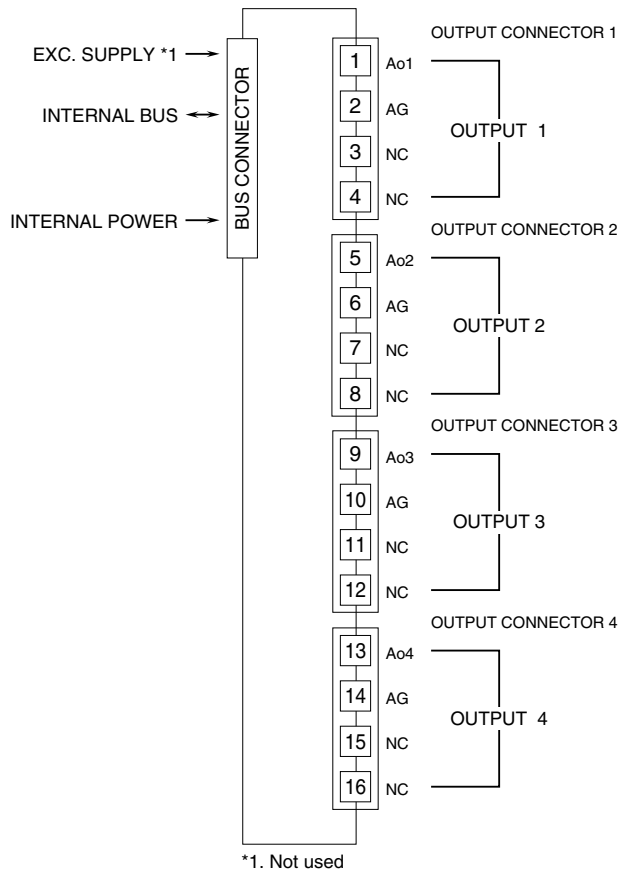 EXC. SUPPLY *1
INTERNAL BUS
INTERNAL POWER
BUS CONNECTOR
OUTPUT CONNECTOR 1
1 Ao1
2 AG
OUTPUT 1
3 NC
4 NC
OUTPUT CONNECTOR 2
5 Ao2
6 AG
OUTPUT 2
7 NC
8 NC
OUTPUT CONNECTOR 3
9 Ao3
10 AG
OUTPUT 3
11 NC
12 NC
OUTPUT CONNECTOR 4
13 Ao4
14 AG
OUTPUT 4
15 NC
16 NC
*1. Not used